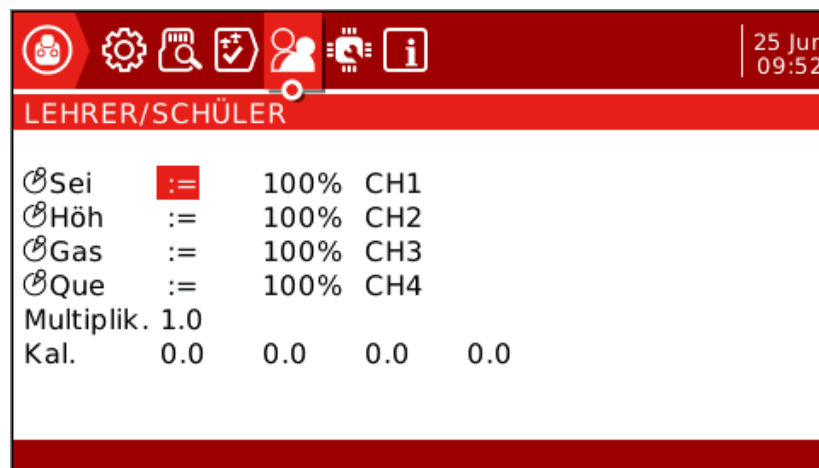 25 Jun
09:52
LEHRER/SCHÜLER
Sei := 100% CH1
Höh := 100% CH2
Gas := 100% CH3
Que := 100% CH4
Multiplik. 1.0
Kal. 0.0 0.0 0.0 0.0